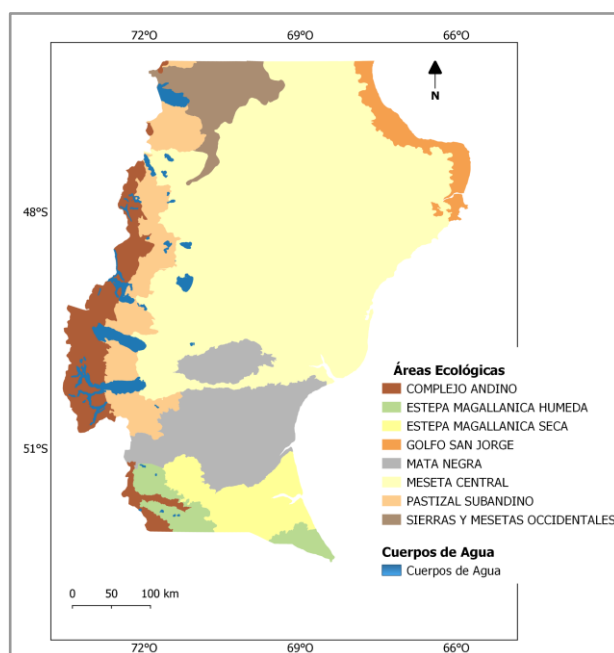 72ºO 69ºO 66ºO
N
48ºS
51ºS
Áreas Ecológicas
COMPLEJO ANDINO
ESTEPA MAGALLANICA HUMEDA
ESTEPA MAGALLANICA SECA
GOLFO SAN JORGE
MATA NEGRA
MESETA CENTRAL
PASTIZAL SUBANDINO
SIERRAS Y MESETAS OCCIDENTALES
Cuerpos de Agua
Cuerpos de Agua
0 50 100 km
72ºO 69ºO 66ºO